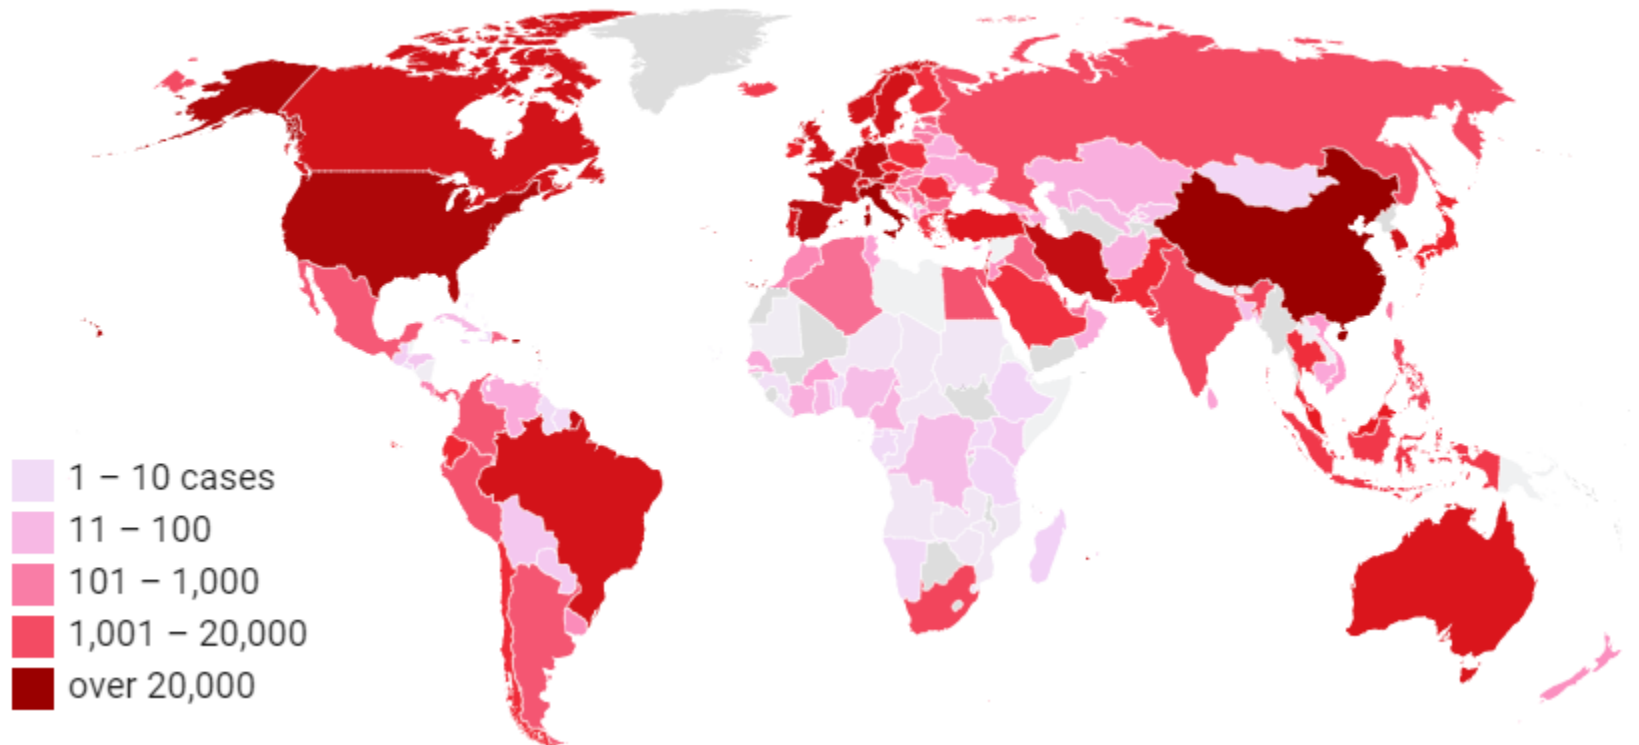 1 – 10 cases
11 – 100
101 – 1,000
1,001 – 20,000
over 20,000